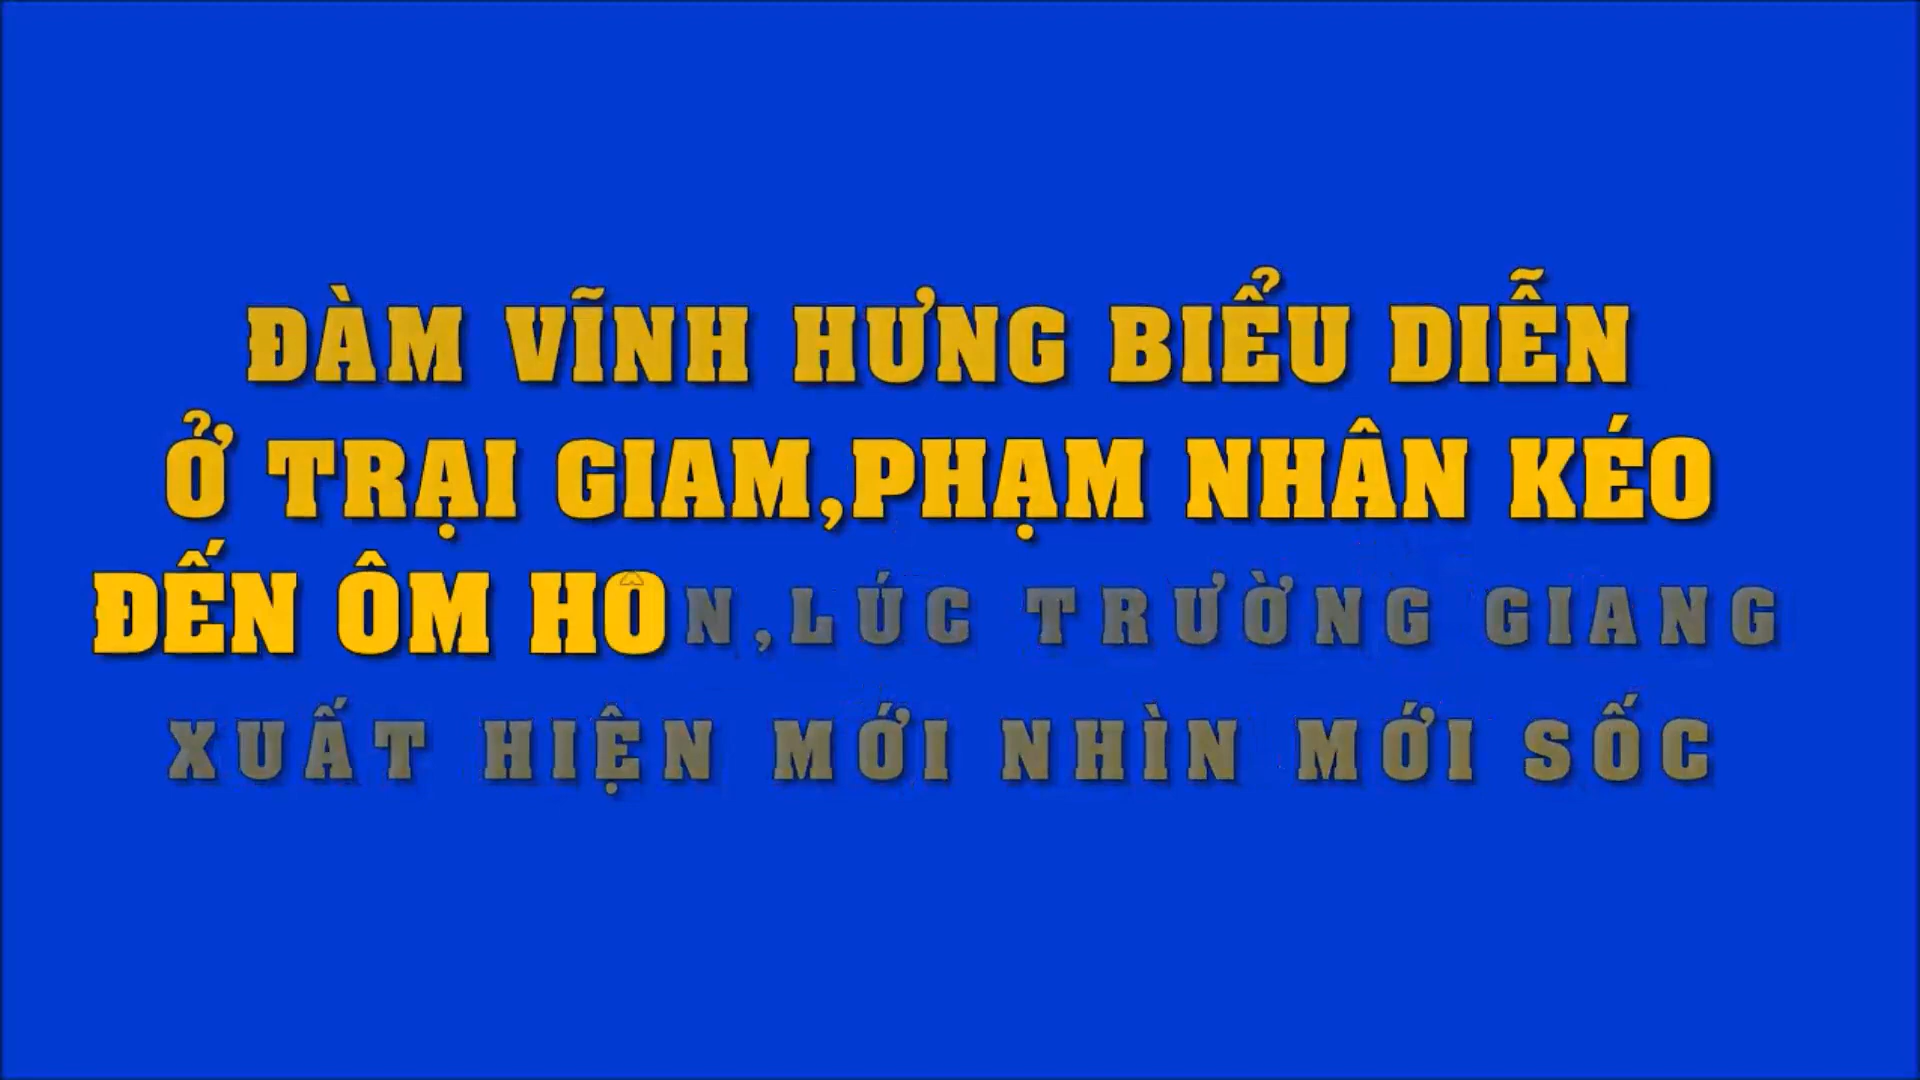 ĐÀM VĨNH HƯNG BIỂU DIỄN
Ở TRẠI GIAM,PHẠM NHÂN KÉO
ĐẾN ÔM HÔN,LÚC TRƯỜNG GIANG
XUẤT HIỆN MỚI NHÌN MỚI SỐC